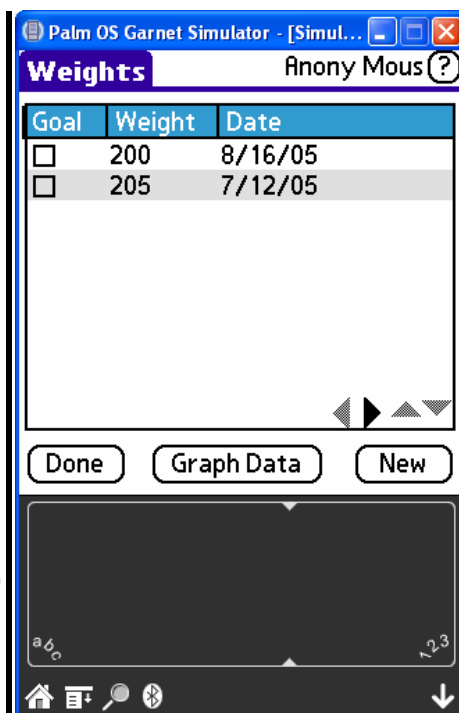 Palm OS Garnet Simulator - [Simul...
Weights Anony Mous ?
Goal Weight Date
200 8/16/05
205 7/12/05
Done Graph Data New
abc 123